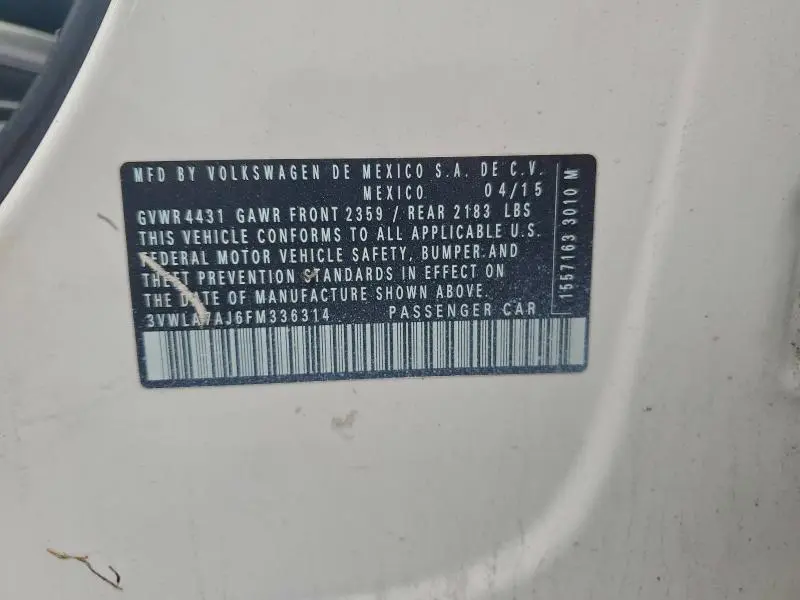 MFD BY VOLKSWAGEN DE MEXICO S.A. DE C.V.
MEXICO 04/15
GVWR 4431 GAWR FRONT 2359 / REAR 2183 LBS
THIS VEHICLE CONFORMS TO ALL APPLICABLE U.S.
FEDERAL MOTOR VEHICLE SAFETY, BUMPER AND
THEFT PREVENTION STANDARDS IN EFFECT ON
THE DATE OF MANUFACTURE SHOWN ABOVE.
3VWLA7AJ6FM336314 PASSENGER CAR
1557163 3010 M